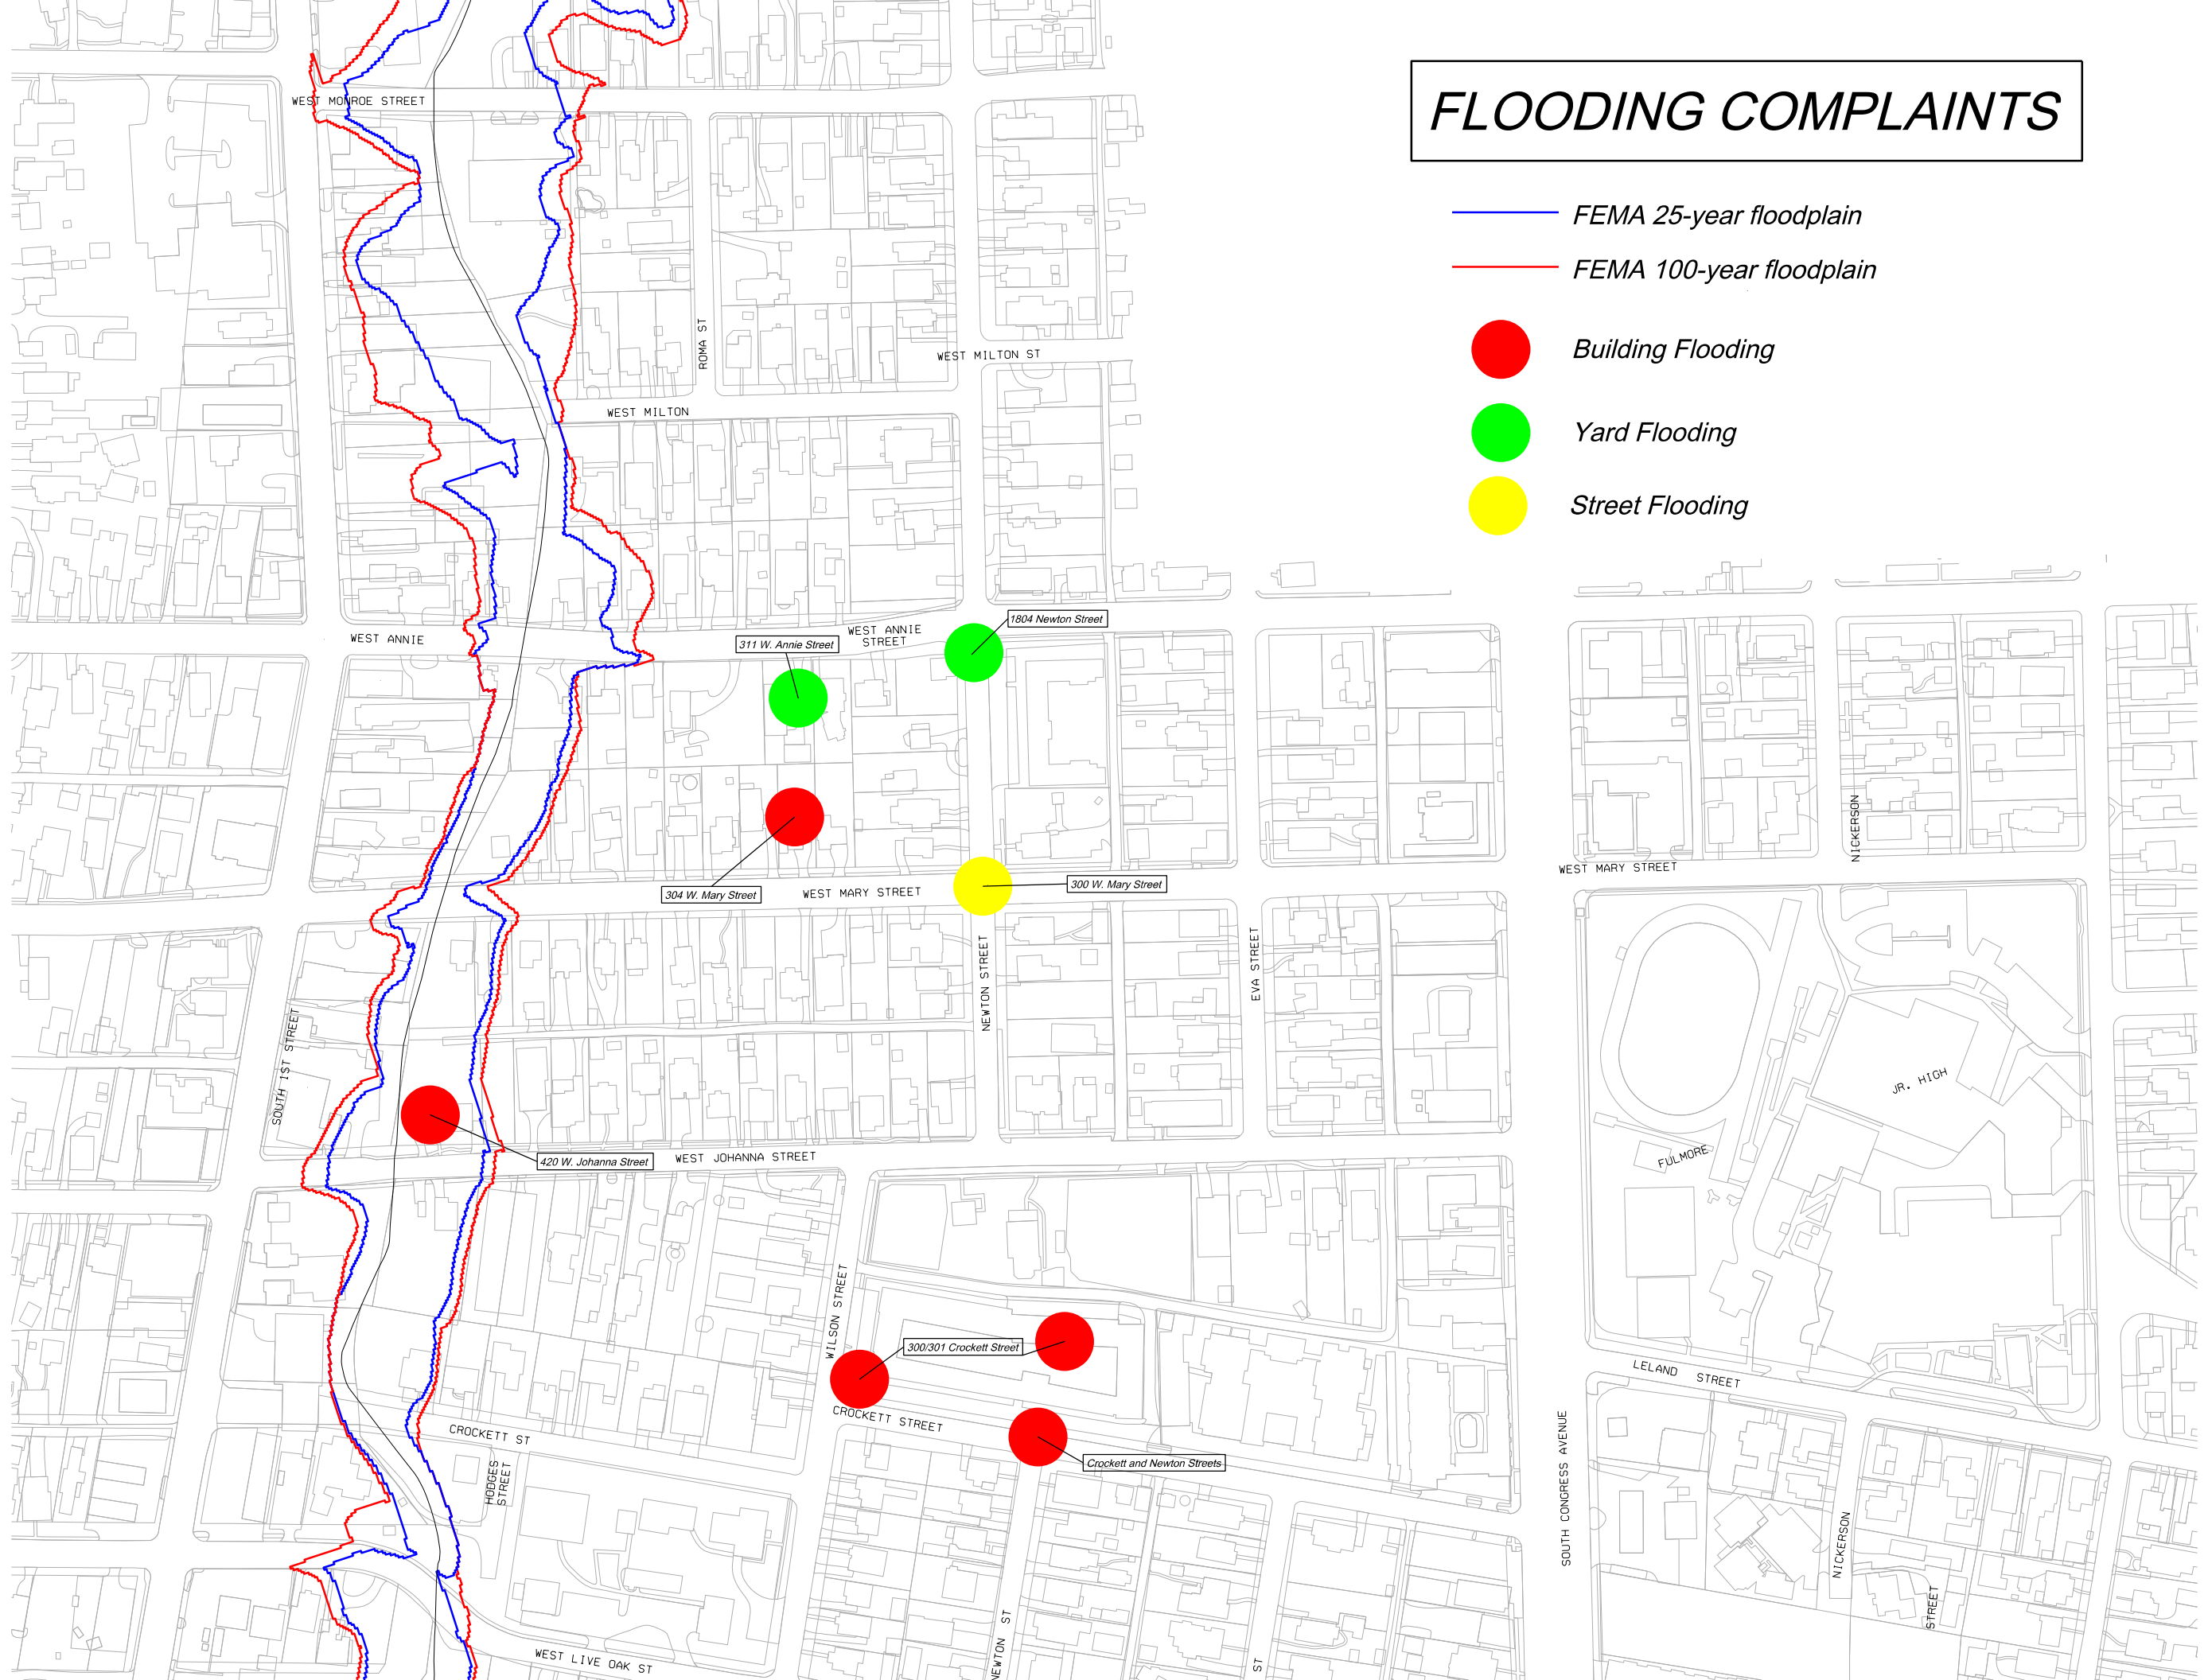 FLOODING COMPLAINTS
FEMA 25-year floodplain
FEMA 100-year floodplain
Building Flooding
Yard Flooding
Street Flooding
WEST MONROE STREET
ROMA ST
WEST MILTON ST
WEST MILTON
WEST ANNIE
WEST ANNIE
STREET
1804 Newton Street
311 W. Annie Street
304 W. Mary Street
WEST MARY STREET
300 W. Mary Street
WEST MARY STREET
NICKERSON
NEWTON STREET
EVA STREET
SOUTH 1ST STREET
JR. HIGH
FULMORE
420 W. Johanna Street
WEST JOHANNA STREET
WILSON STREET
300/301 Crockett Street
CROCKETT STREET
CROCKETT ST
Crockett and Newton Streets
HODGES
STREET
LELAND STREET
SOUTH CONGRESS AVENUE
NICKERSON
STREET
WEST LIVE OAK ST
NEWTON ST
ST